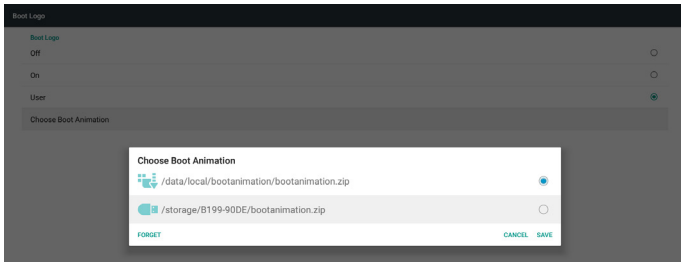 Boot Logo
Boot Logo
Off
On
User
Choose Boot Animation
Choose Boot Animation
/data/local/bootanimation/bootanimation.zip
/storage/B199-90DE/bootanimation.zip
FORGET CANCEL SAVE